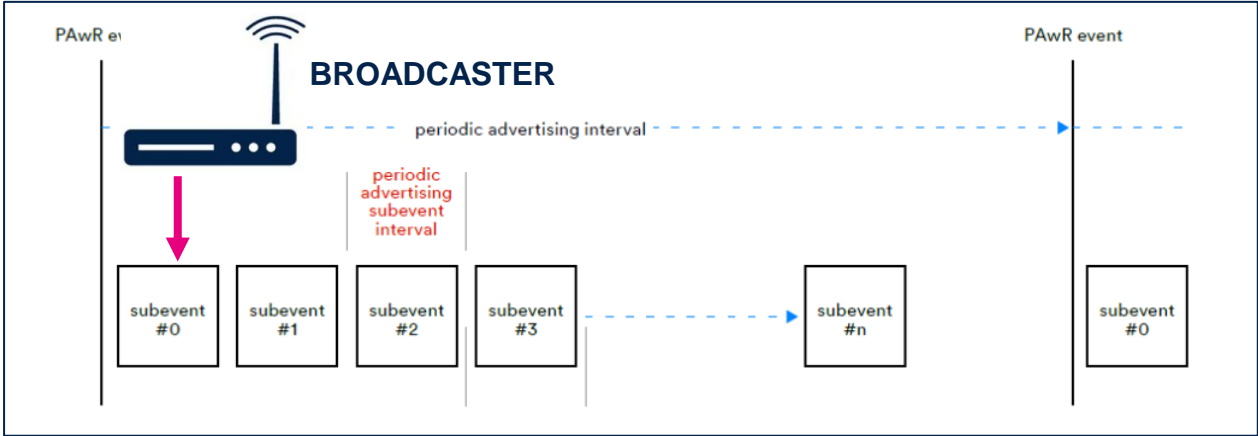 PAwR ev
PAwR event
BROADCASTER
periodic advertising interval
periodic
advertising
subevent
interval
subevent
#0
subevent
#1
subevent
#2
subevent
#3
subevent
#n
subevent
#0